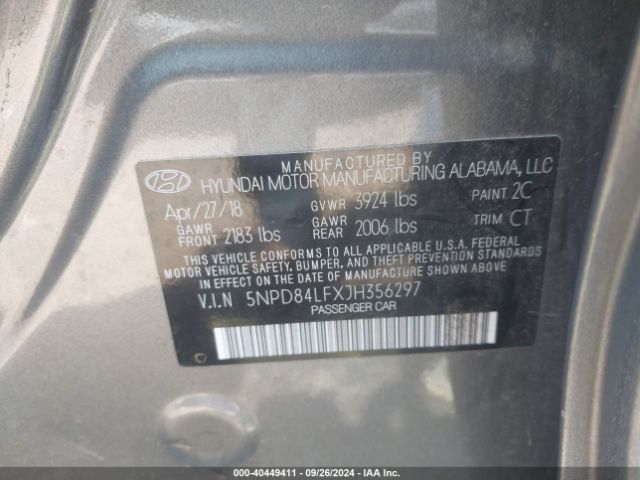 MANUFACTURED BY
HYUNDAI MOTOR MANUFACTURING ALABAMA, LLC
Apr/27/18 GVWR 3924 lbs PAINT 2C
GAWR FRONT 2183 lbs GAWR REAR 2006 lbs TRIM CT
THIS VEHICLE CONFORMS TO ALL APPLICABLE U.S.A. FEDERAL
MOTOR VEHICLE SAFETY, BUMPER, AND THEFT PREVENTION
STANDARDS IN EFFECT ON THE DATE OF MANUFACTURE SHOWN ABOVE.
V.I.N 5NPD84LFXJH356297
PASSENGER CAR
000-40449411 - 09/26/2024 - IAA Inc.